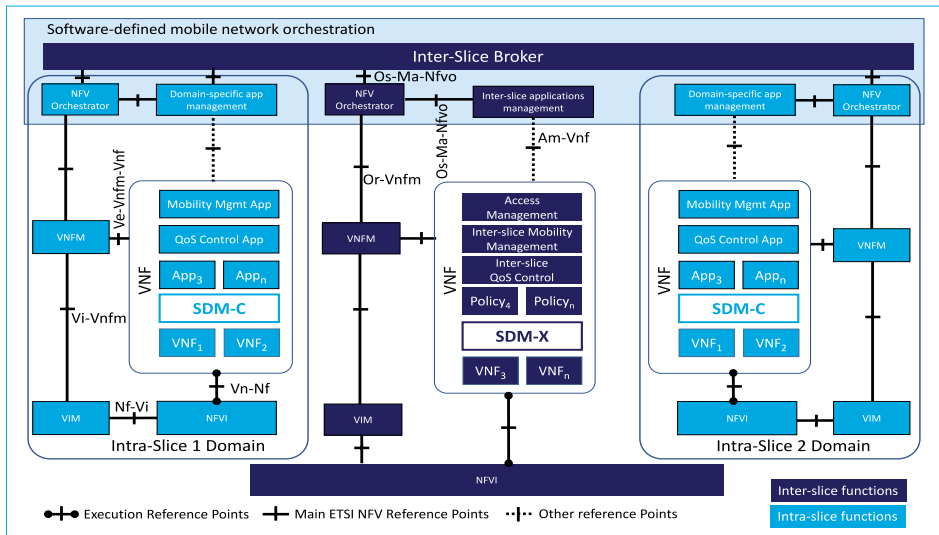 Software-defined mobile network orchestration
Inter-Slice Broker
Os-Ma-Nfvo
NFV
Orchestrator
Domain-specific app
management
NFV
Orchestrator
Inter-slice applications
management
Domain-specific app
management
NFV
Orchestrator
Os-Ma-Nfvo
Am-Vnf
Ve-Vnfm-Vnf
Or-Vnfm
Mobility Mgmt App
QoS Control App
App3
Appn
SDM-C
VNF1
VNF2
VNF
VNFM
Vi-Vnfm
Vn-Nf
Nf-Vi
VIM
NFVI
Intra-Slice 1 Domain
VNFM
VNF
Access
Management
Inter-slice Mobility
Management
Inter-slice
QoS Control
Policy4
Policyn
SDM-X
VNF3
VNFn
VIM
NFVI
VNF
Mobility Mgmt App
QoS Control App
App3
Appn
SDM-C
VNF1
VNF2
VNFM
NFVI
VIM
Intra-Slice 2 Domain
Inter-slice functions
Intra-slice functions
Execution Reference Points
Main ETSI NFV Reference Points
Other reference Points